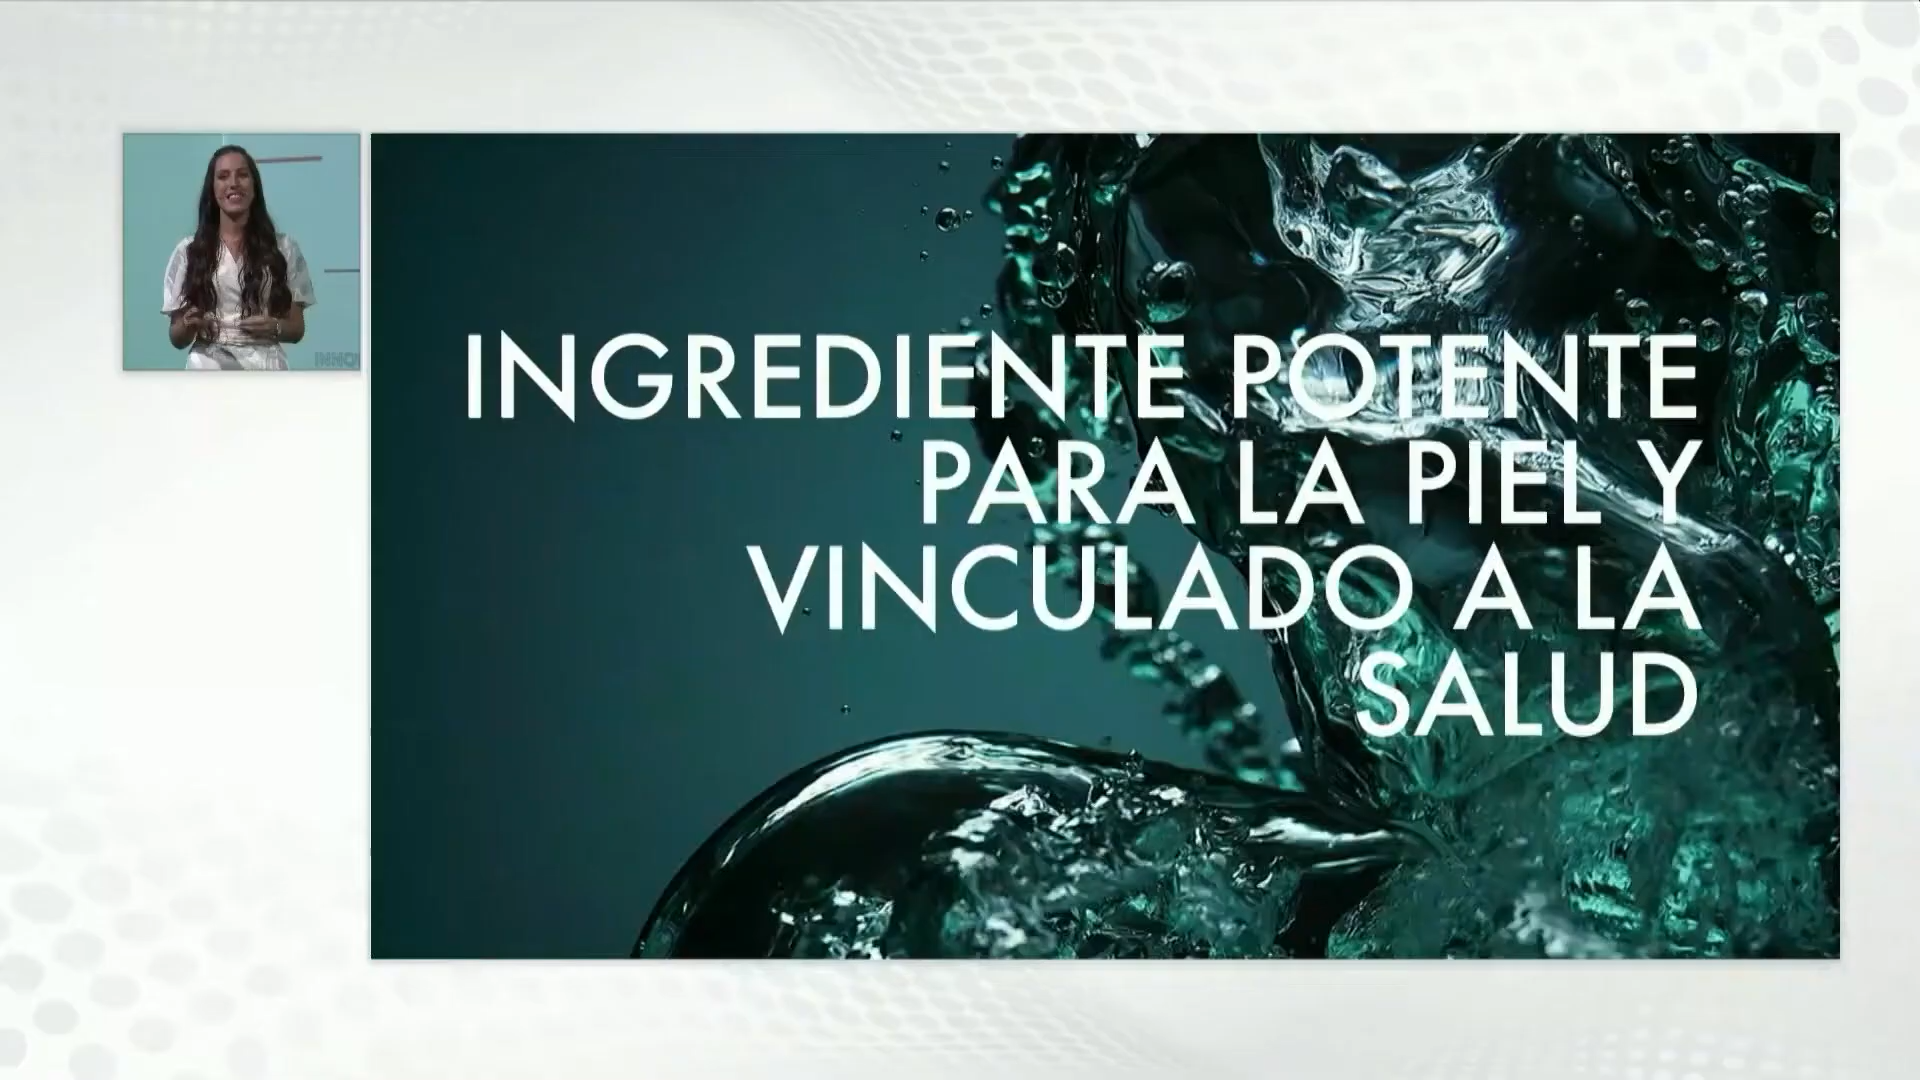 INGREDIENTE POTENTE
PARA LA PIEL Y
VINCULADO A LA
SALUD